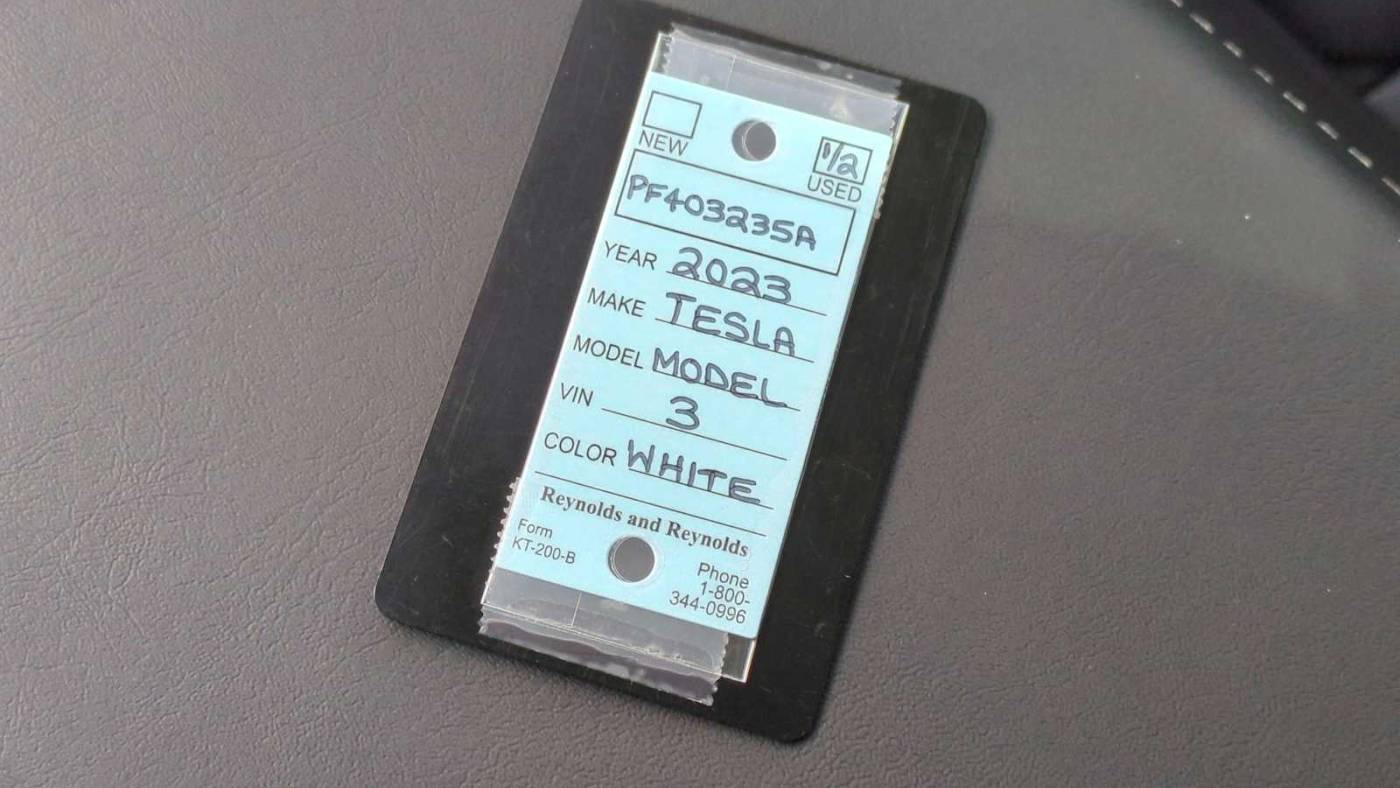 NEW
1/2
USED
PF403235A
YEAR 2023
MAKE TESLA
MODEL MODEL
VIN 3
COLOR WHITE
Reynolds and Reynolds
Form
KT-200-B
Phone
1-800-
344-0996